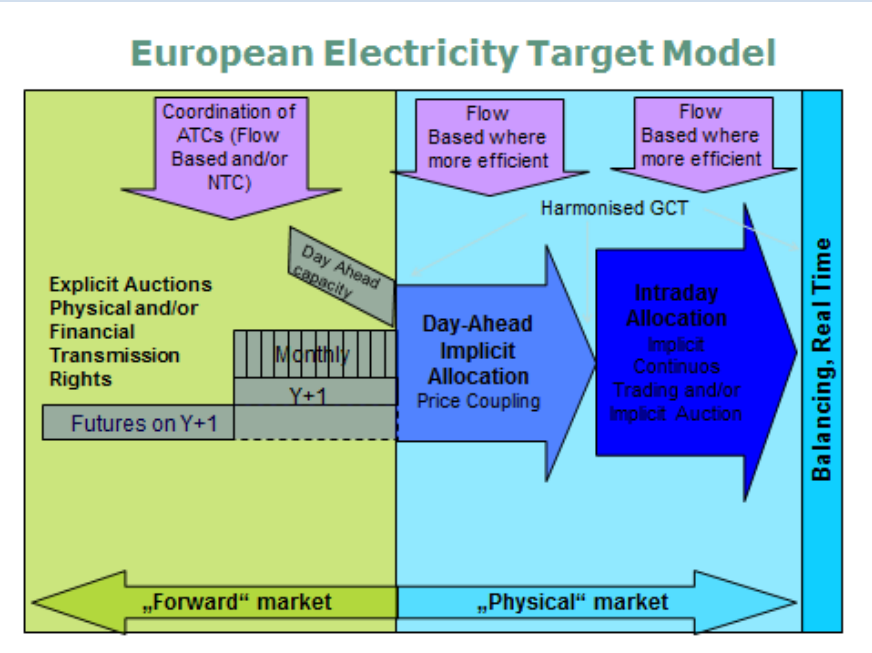 European Electricity Target Model
Coordination of
ATCs (Flow
Based and/or
NTC)
Flow
Based where
more efficient
Flow
Based where
more efficient
Harmonised GCT
Day Ahead
capacity
Explicit Auctions
Physical and/or
Financial
Transmission
Rights
Monthly
Y+1
Futures on Y+1
Day-Ahead
Implicit
Allocation
Price Coupling
Intraday
Allocation
Implicit
Continuos
Trading and/or
Implicit Auction
Balancing, Real Time
„Forward“ market
„Physical“ market